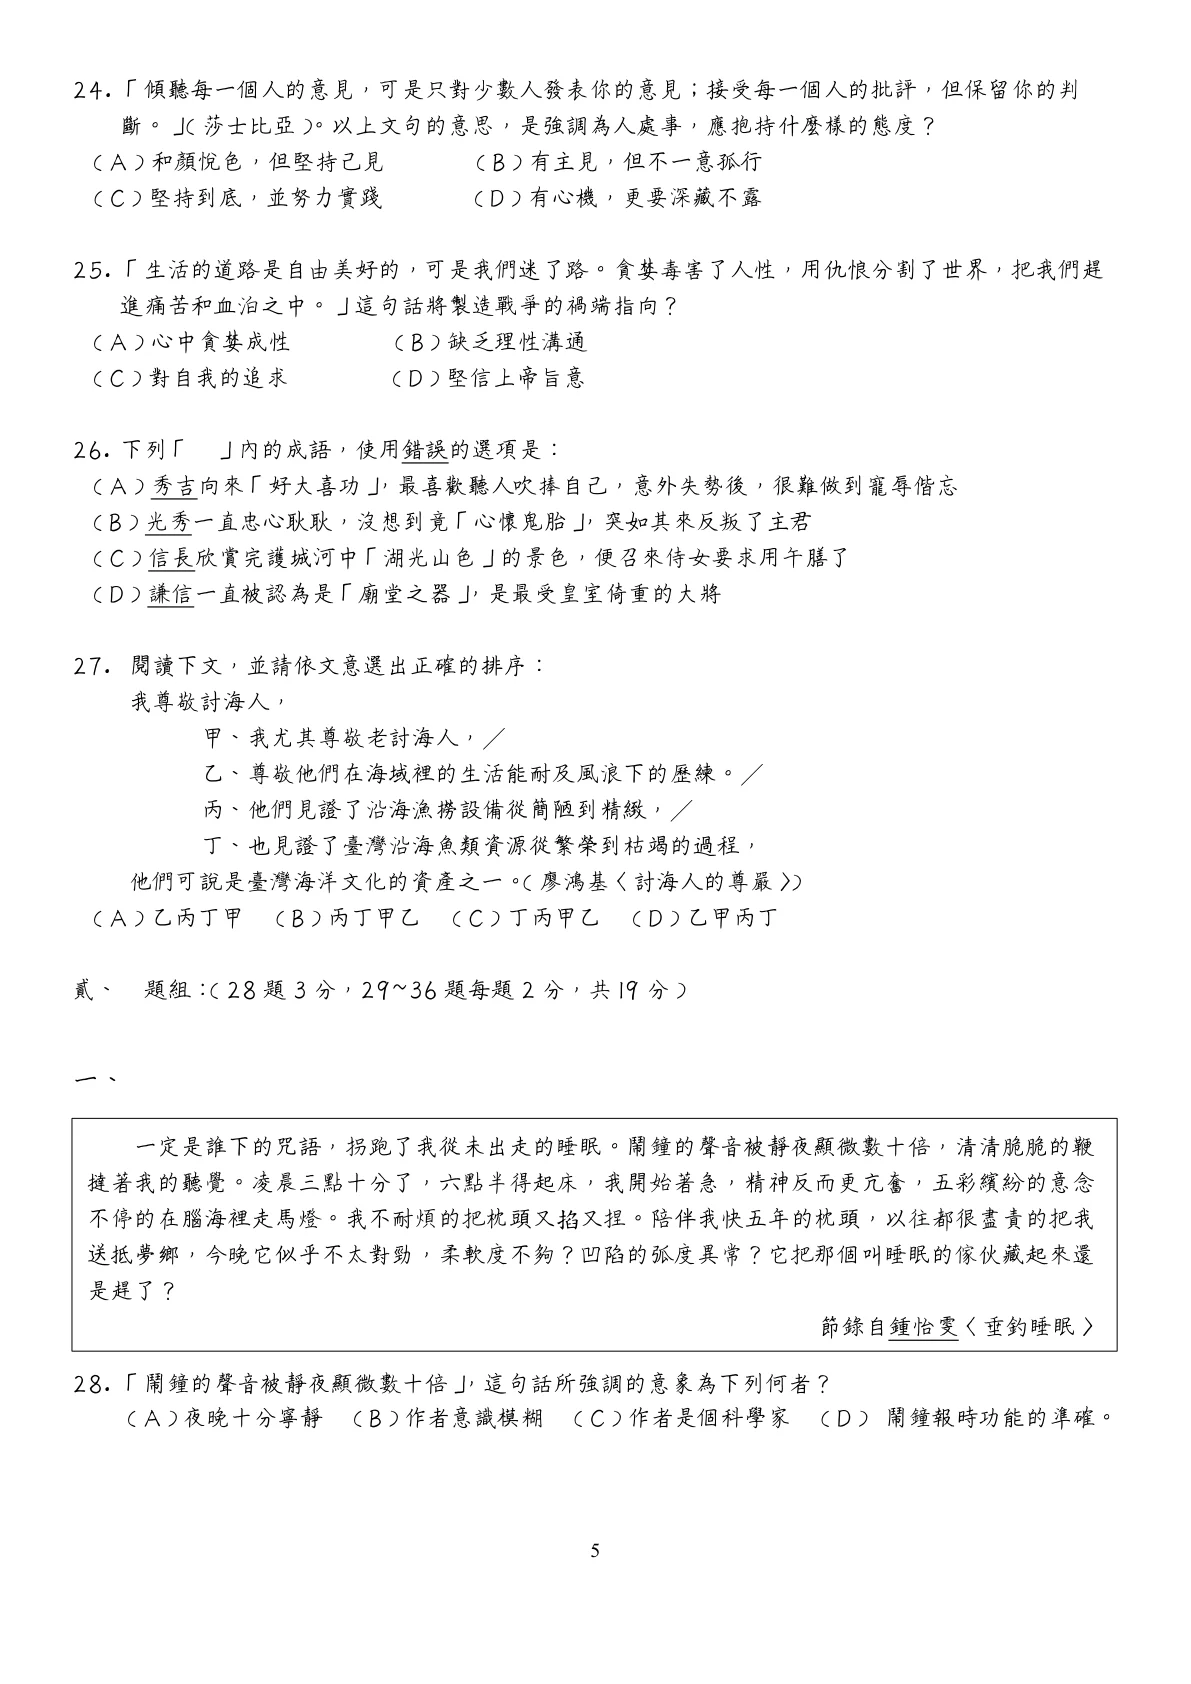 24.「傾聽每一個人的意見，可是只對少數人發表你的意見；接受每一個人的批評，但保留你的判
斷。」(莎士比亞)。以上文句的意思，是強調為人處事，應抱持什麼樣的態度？
(A)和顏悅色，但堅持己見 (B)有主見，但不一意孤行
(C)堅持到底，並努力實踐 (D)有心機，更要深藏不露
25.「生活的道路是自由美好的，可是我們迷了路。貪婪毒害了人性，用仇恨分割了世界，把我們趕
進痛苦和血泊之中。」這句話將製造戰爭的禍端指向？
(A)心中貪婪成性 (B)缺乏理性溝通
(C)對自我的追求 (D)堅信上帝旨意
26. 下列「　」內的成語，使用錯誤的選項是：
(A)秀吉向來「好大喜功」，最喜歡聽人吹捧自己，意外失勢後，很難做到寵辱偕忘
(B)光秀一直忠心耿耿，沒想到竟「心懷鬼胎」，突如其來反叛了主君
(C)信長欣賞完護城河中「湖光山色」的景色，便召來侍女要求用午膳了
(D)謙信一直被認為是「廟堂之器」，是最受皇室倚重的大將
27. 閱讀下文，並請依文意選出正確的排序：
我尊敬討海人，
甲、我尤其尊敬老討海人，／
乙、尊敬他們在海域裡的生活能耐及風浪下的歷練。／
丙、他們見證了沿海漁撈設備從簡陋到精緻，／
丁、也見證了臺灣沿海魚類資源從繁榮到枯竭的過程，
他們可說是臺灣海洋文化的資產之一。(廖鴻基〈討海人的尊嚴〉)
(A)乙丙丁甲 (B)丙丁甲乙 (C)丁丙甲乙 (D)乙甲丙丁
貳、 題組：(28題3分，29~36題每題2分，共19分)
一、
一定是誰下的咒語，拐跑了我從未出走的睡眠。鬧鐘的聲音被靜夜顯微數十倍，清清脆脆的鞭
撻著我的聽覺。凌晨三點十分了，六點半得起床，我開始著急，精神反而更亢奮，五彩繽紛的意念
不停的在腦海裡走馬燈。我不耐煩的把枕頭又掐又捏。陪伴我快五年的枕頭，以往都很盡責的把我
送抵夢鄉，今晚它似乎不太對勁，柔軟度不夠？凹陷的弧度異常？它把那個叫睡眠的傢伙藏起來還
是趕了？
節錄自鍾怡雯〈垂釣睡眠〉
28.「鬧鐘的聲音被靜夜顯微數十倍」，這句話所強調的意象為下列何者？
(A)夜晚十分寧靜 (B)作者意識模糊 (C)作者是個科學家 (D) 鬧鐘報時功能的準確。
5